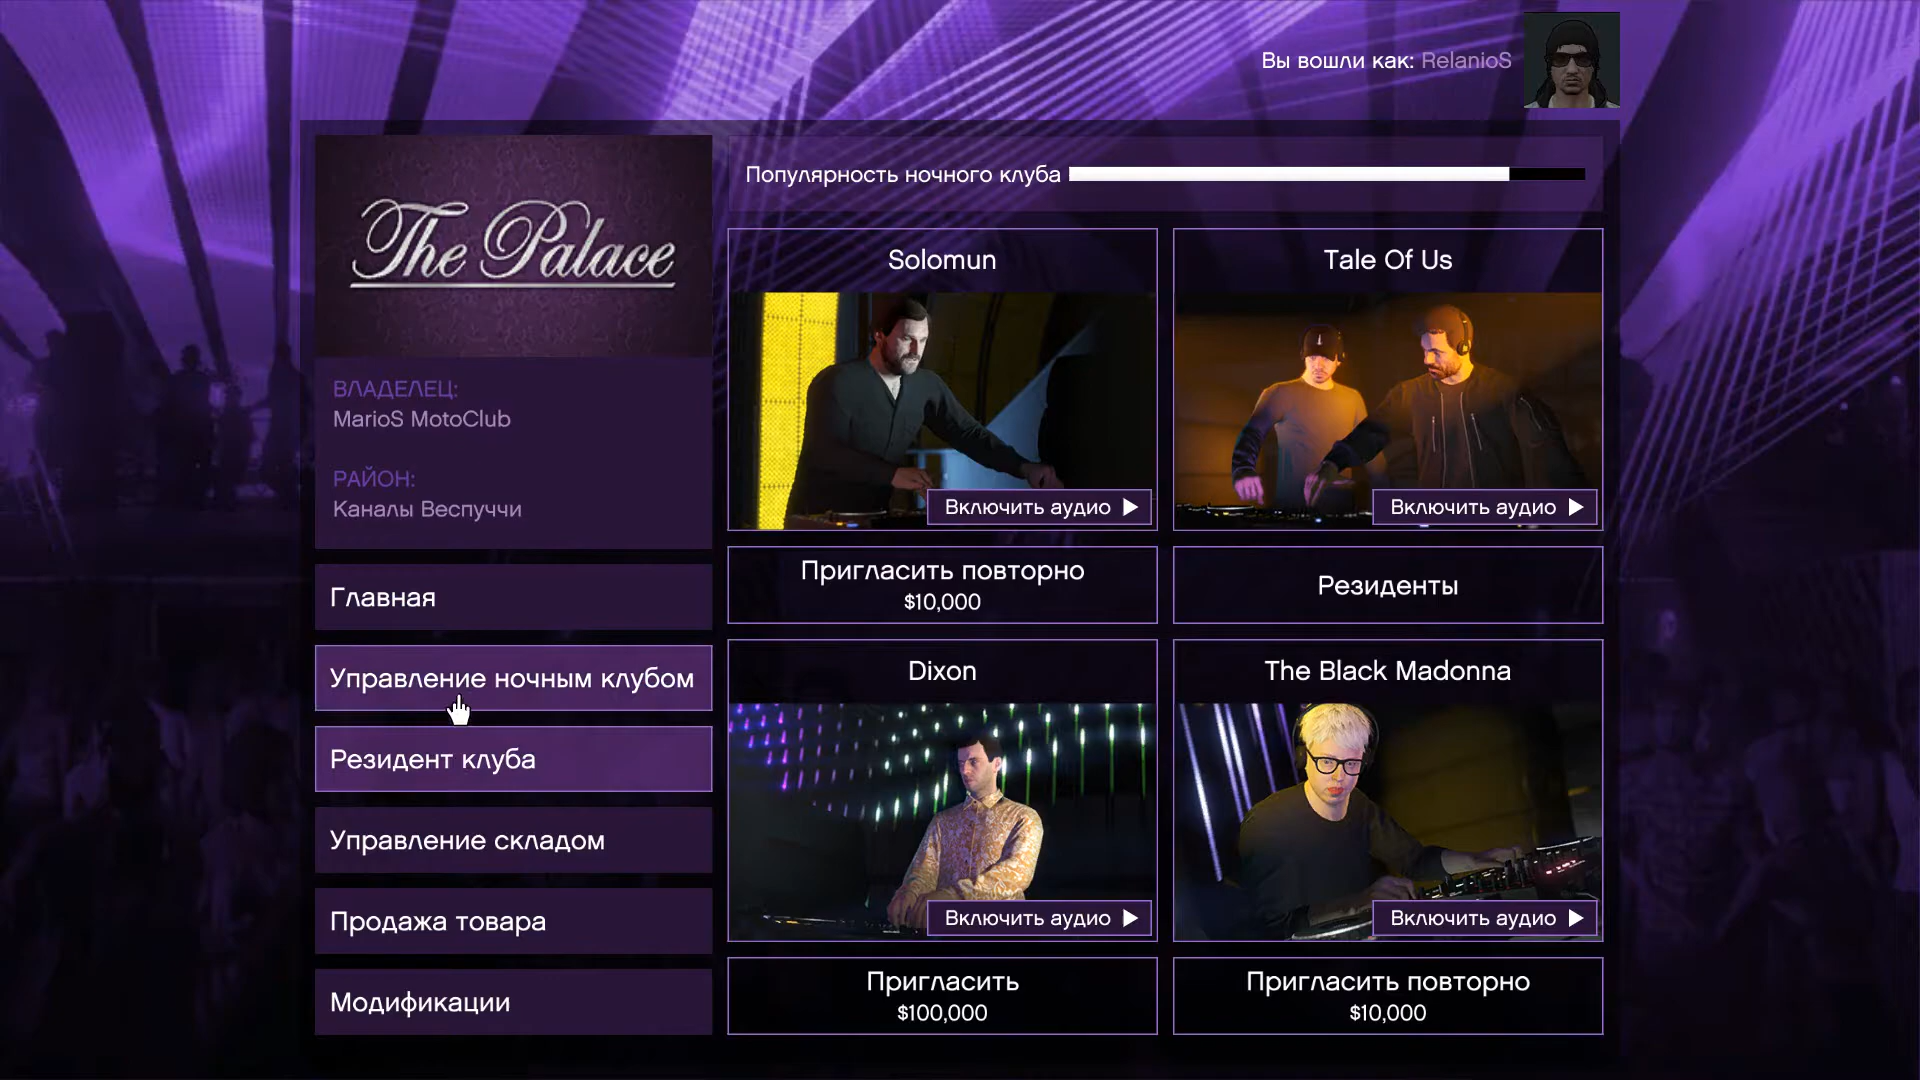 Вы вошли как: RelanioS
The Palace
ВЛАДЕЛЕЦ:
MarioS MotoClub
РАЙОН:
Каналы Веспуччи
Главная
Управление ночным клубом
Резидент клуба
Управление складом
Продажа товара
Модификации
Популярность ночного клуба
Solomun
Включить аудио
Пригласить повторно
$10,000
Tale Of Us
Включить аудио
Резиденты
Dixon
Включить аудио
Пригласить
$100,000
The Black Madonna
Включить аудио
Пригласить повторно
$10,000